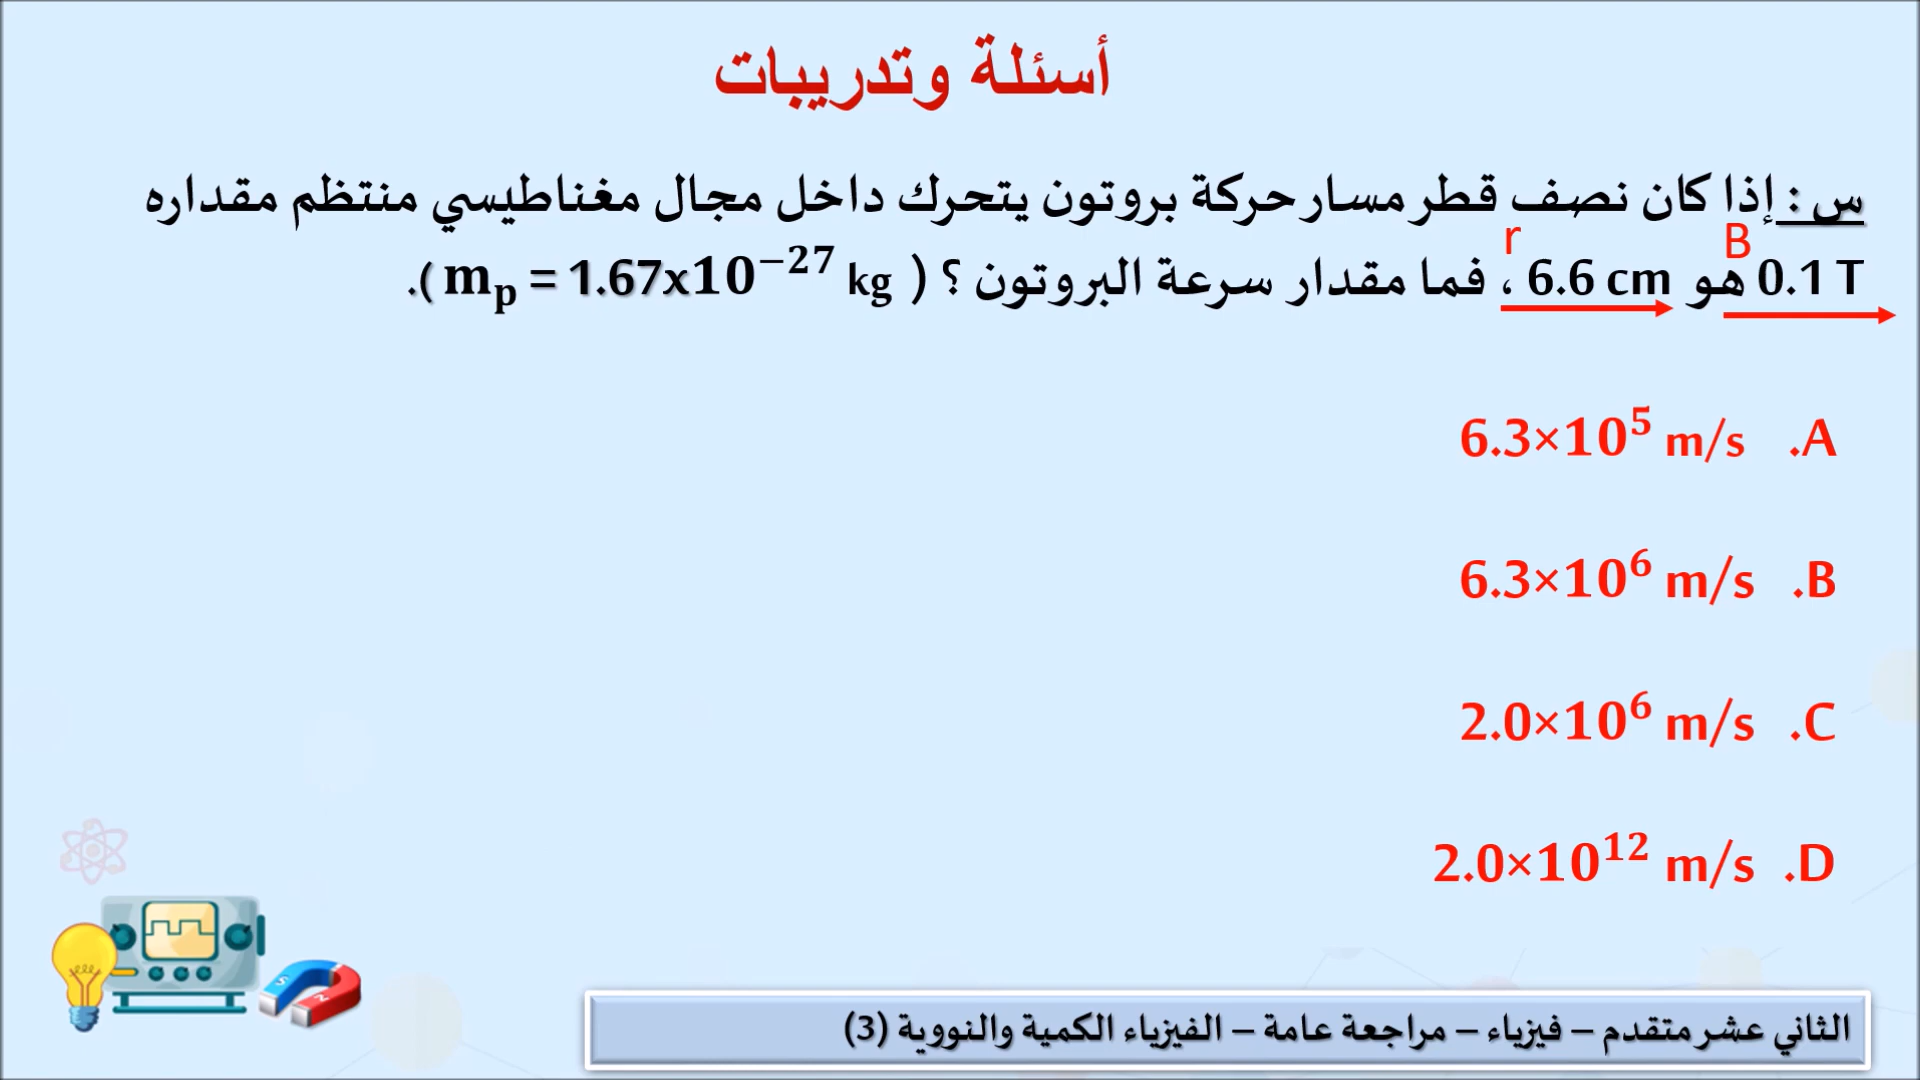 أسئلة وتدريبات
س : إذا كان نصف قطر مسار حركة بروتون يتحرك داخل مجال مغناطيسي منتظم مقداره
r B
0.1 T هو 6.6 cm ، فما مقدار سرعة البروتون ؟ ( mₚ = 1.67x10⁻²⁷ kg ).
A. 6.3×10⁵ m/s
B. 6.3×10⁶ m/s
C. 2.0×10⁶ m/s
D. 2.0×10¹² m/s
S N
الثاني عشر متقدم – فيزياء – مراجعة عامة – الفيزياء الكمية والنووية (3)